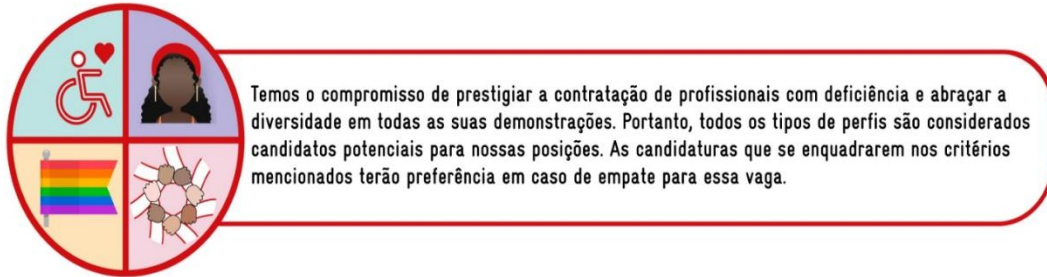 Temos o compromisso de prestigiar a contratação de profissionais com deficiência e abraçar a
diversidade em todas as suas demonstrações. Portanto, todos os tipos de perfis são considerados
candidatos potenciais para nossas posições. As candidaturas que se enquadrarem nos critérios
mencionados terão preferência em caso de empate para essa vaga.